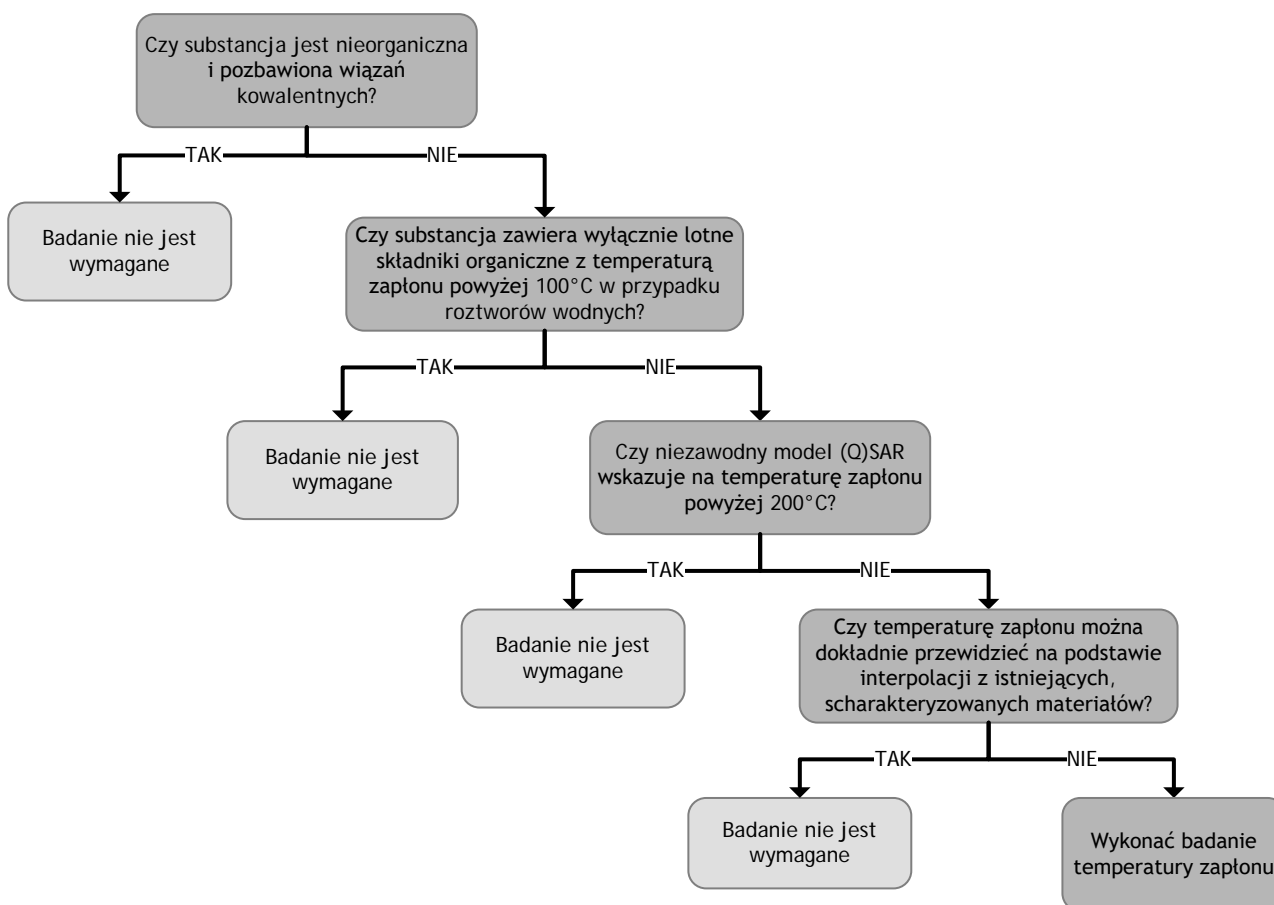 Czy substancja jest nieorganiczna
i pozbawiona wiązań
kowalentnych?
TAK
NIE
Badanie nie jest
wymagane
Czy substancja zawiera wyłącznie lotne
składniki organiczne z temperaturą
zapłonu powyżej 100°C w przypadku
roztworów wodnych?
TAK
NIE
Badanie nie jest
wymagane
Czy niezawodny model (Q)SAR
wskazuje na temperaturę zapłonu
powyżej 200°C?
TAK
NIE
Badanie nie jest
wymagane
Czy temperaturę zapłonu można
dokładnie przewidzieć na podstawie
interpolacji z istniejących,
scharakteryzowanych materiałów?
TAK
NIE
Badanie nie jest
wymagane
Wykonać badanie
temperatury zapłonu